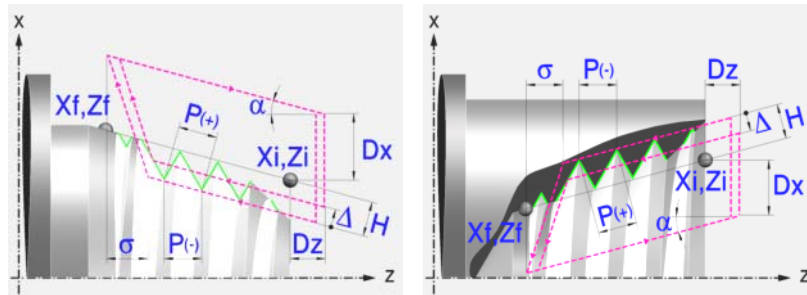 X
Xf,Zf
P(+)
α
Xi,Zi
Dx
Δ
H
σ
P(-)
Dz
z
X
σ
P(-)
Dz
Δ
H
Xi,Zi
Dx
Xf,Zf
P(+)
α
z